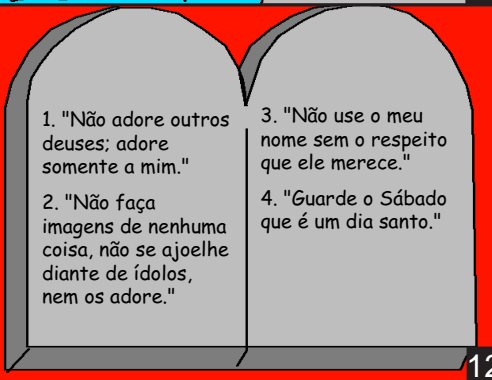 1. "Não adore outros
deuses; adore
somente a mim."
2. "Não faça
imagens de nenhuma
coisa, não se ajoelhe
diante de ídolos,
nem os adore."
3. "Não use o meu
nome sem o respeito
que ele merece."
4. "Guarde o Sábado
que é um dia santo."
12